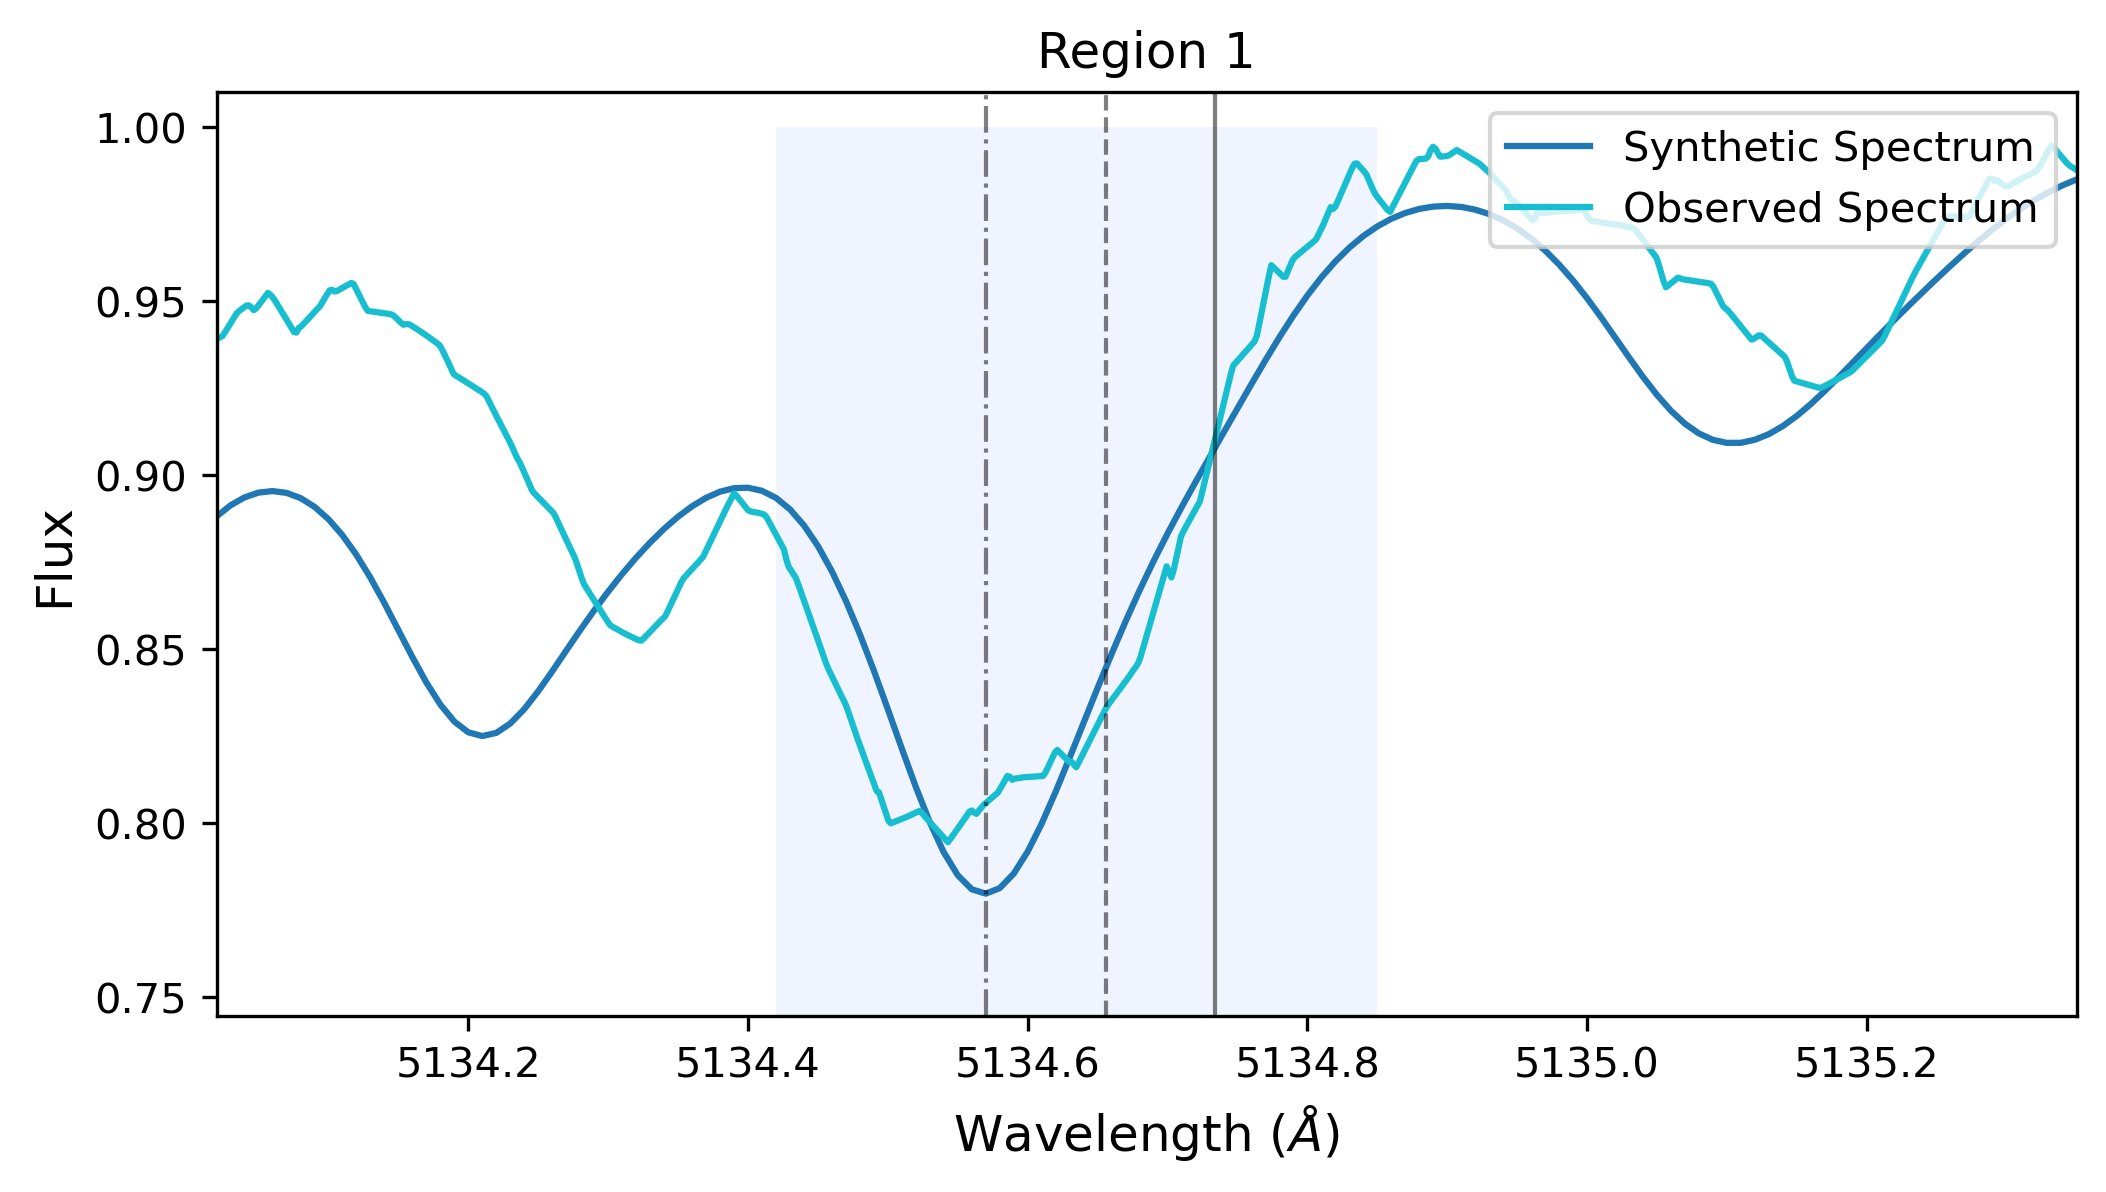 Region 1
Synthetic Spectrum
Observed Spectrum
Flux
1.00
0.95
0.90
0.85
0.80
0.75
5134.2 5134.4 5134.6 5134.8 5135.0 5135.2
Wavelength (Å)